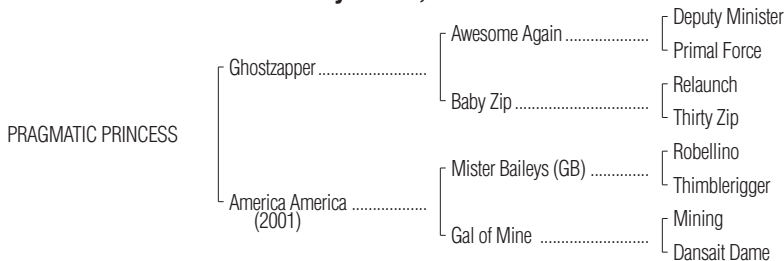 Deputy Minister
Awesome Again ..................
Primal Force
Ghostzapper..........................
Relaunch
Baby Zip................................
Thirty Zip
PRAGMATIC PRINCESS
Robellino
Mister Baileys (GB) ..............
Thimblerigger
America America ..................
(2001)
Mining
Gal of Mine ..........................
Dansait Dame